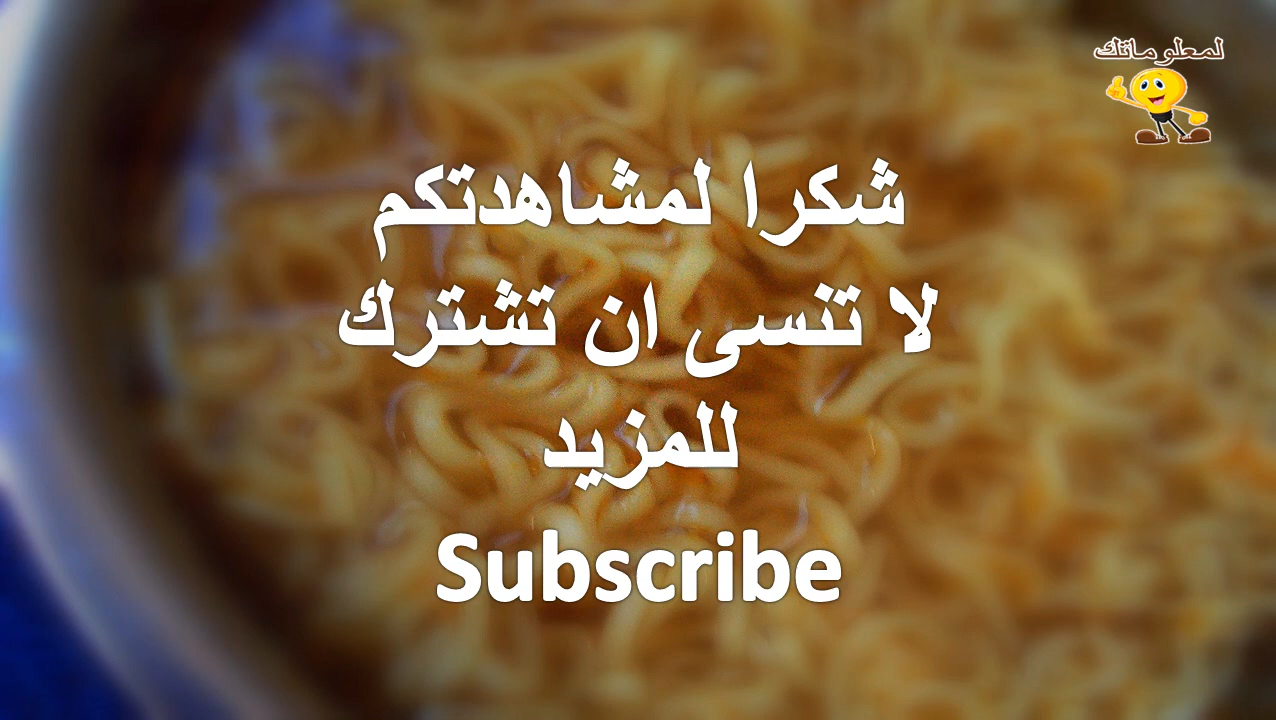 لمعلوماتك
شكرا لمشاهدتكم
لا تنسى ان تشترك
للمزيد
Subscribe